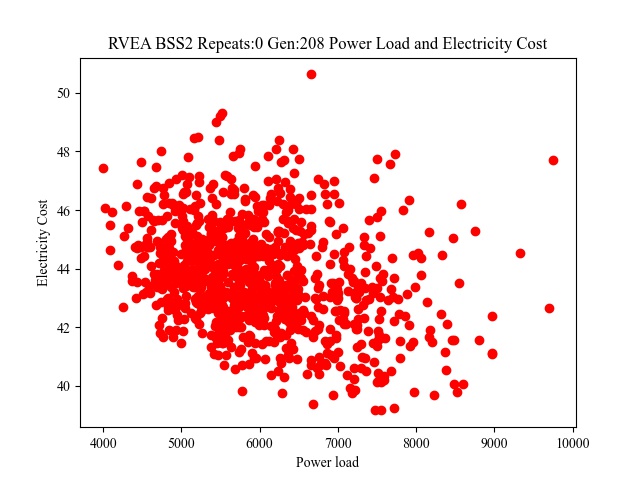 RVEA BSS2 Repeats:0 Gen:208 Power Load and Electricity Cost
Electricity Cost
50
48
46
44
42
40
4000 5000 6000 7000 8000 9000 10000
Power load